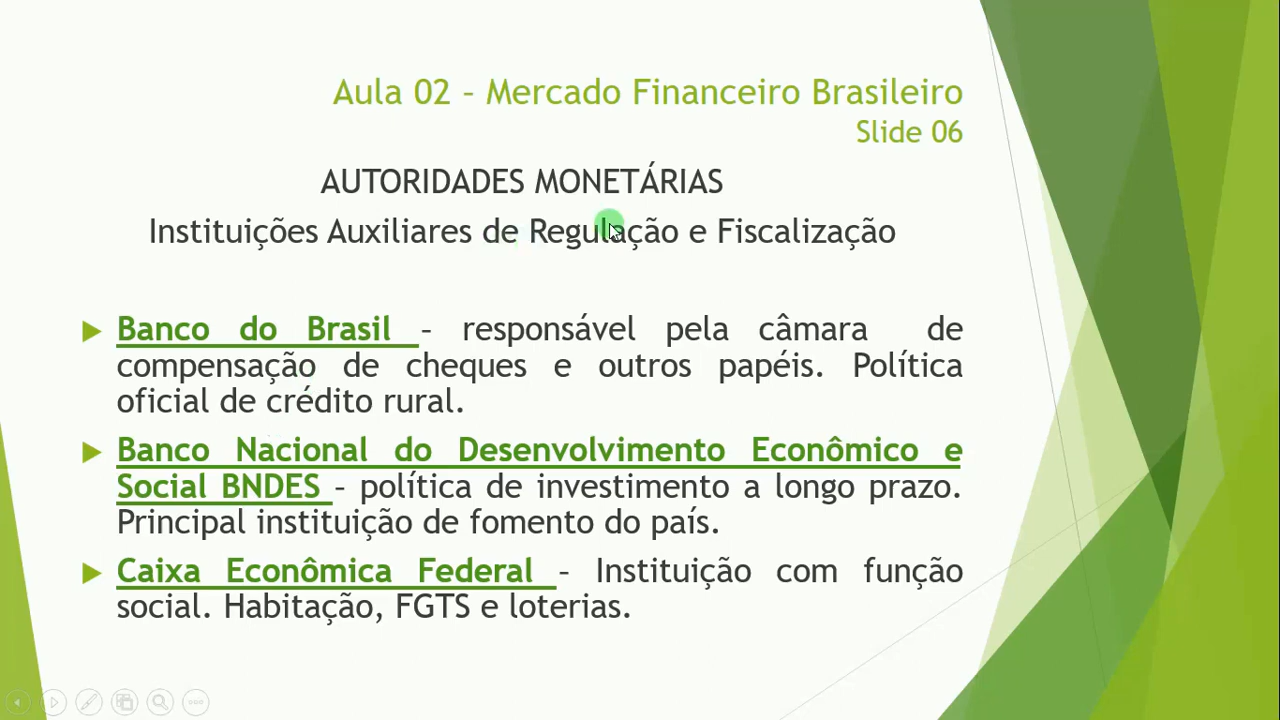 Aula 02 – Mercado Financeiro Brasileiro
Slide 06
AUTORIDADES MONETÁRIAS
Instituições Auxiliares de Regulação e Fiscalização
Banco do Brasil – responsável pela câmara de
compensação de cheques e outros papéis. Política
oficial de crédito rural.
Banco Nacional do Desenvolvimento Econômico e
Social BNDES – política de investimento a longo prazo.
Principal instituição de fomento do país.
Caixa Econômica Federal – Instituição com função
social. Habitação, FGTS e loterias.